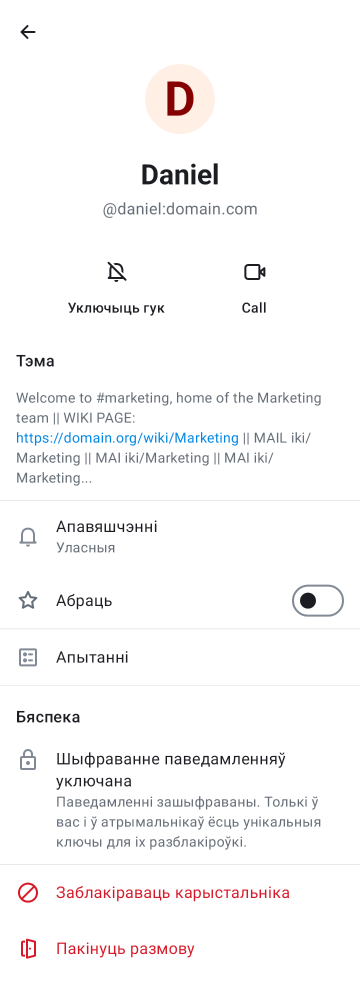 D
Daniel
@daniel:domain.com
Уключыць гук
Call
Тэма
Welcome to #marketing, home of the Marketing
team || WIKI PAGE:
https://domain.org/wiki/Marketing || MAIL iki/
Marketing || MAI iki/Marketing || MAI iki/
Marketing...
Апавяшчэнні
Уласныя
Абраць
Апытанні
Бяспека
Шыфраванне паведамленняў
уключана
Паведамленні зашыфраваны. Толькі ў
вас і ў атрымальнікаў ёсць унікальныя
ключы для іх разблакіроўкі.
Заблакіраваць карыстальніка
Пакінуць размову